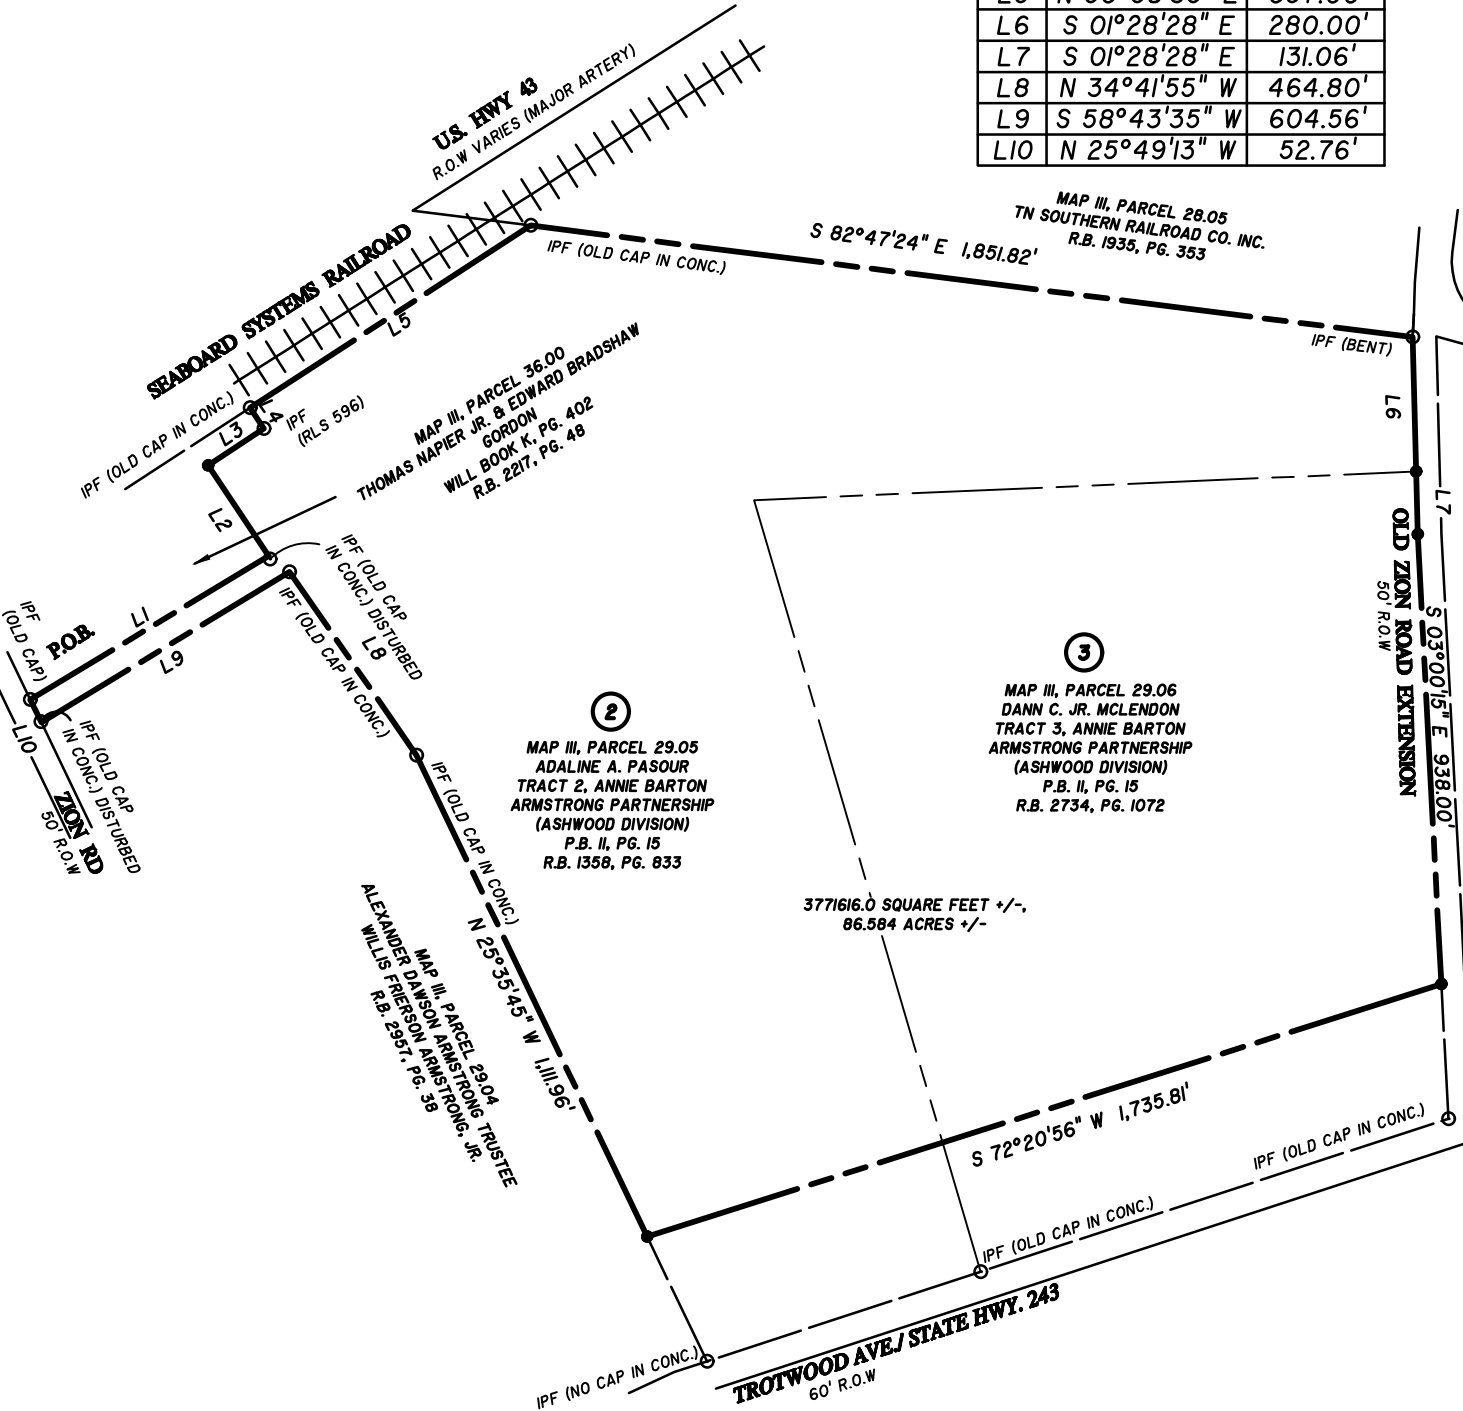 L6 S 01°28'28" E 280.00'
L7 S 01°28'28" E 131.06'
L8 N 34°41'55" W 464.80'
L9 S 58°43'35" W 604.56'
L10 N 25°49'13" W 52.76'
U.S. HWY 43
R.O.W VARIES (MAJOR ARTERY)
SEABOARD SYSTEMS RAILROAD
MAP 111, PARCEL 28.05
TN SOUTHERN RAILROAD CO. INC.
R.B. 1935, PG. 353
S 82°47'24" E 1,851.82'
IPF (OLD CAP IN CONC.)
IPF (BENT)
L5
IPF (OLD CAP IN CONC.)
L4
L3
IPF
(RLS 596)
MAP 111, PARCEL 36.00
THOMAS NAPIER JR. & EDWARD BRADSHAW
GORDON
WILL BOOK K, PG. 402
R.B. 2217, PG. 48
L6
L2
L7
OLD ZION ROAD EXTENSION
50' R.O.W
S 03°00'15" E 938.00'
IPF (OLD CAP
IN CONC.) DISTURBED
IPF
(OLD CAP)
P.O.B.
L1
L9
L8
IPF (OLD CAP IN CONC.)
L10
IPF (OLD CAP
IN CONC.) DISTURBED
ZION RD
50' R.O.W
2
MAP 111, PARCEL 29.05
ADALINE A. PASOUR
TRACT 2, ANNIE BARTON
ARMSTRONG PARTNERSHIP
(ASHWOOD DIVISION)
P.B. 11, PG. 15
R.B. 1358, PG. 833
3
MAP 111, PARCEL 29.06
DANN C. JR. MCLENDON
TRACT 3, ANNIE BARTON
ARMSTRONG PARTNERSHIP
(ASHWOOD DIVISION)
P.B. 11, PG. 15
R.B. 2734, PG. 1072
3771616.0 SQUARE FEET +/-,
86.584 ACRES +/-
IPF (OLD CAP IN CONC.)
N 25°35'45" W 1,111.96'
MAP 111, PARCEL 29.04
ALEXANDER DAWSON ARMSTRONG TRUSTEE
WILLIS FRIERSON ARMSTRONG, JR.
R.B. 2957, PG. 38
S 72°20'56" W 1,735.81'
IPF (OLD CAP IN CONC.)
IPF (OLD CAP IN CONC.)
IPF (NO CAP IN CONC.)
TROTWOOD AVE./ STATE HWY. 243
60' R.O.W